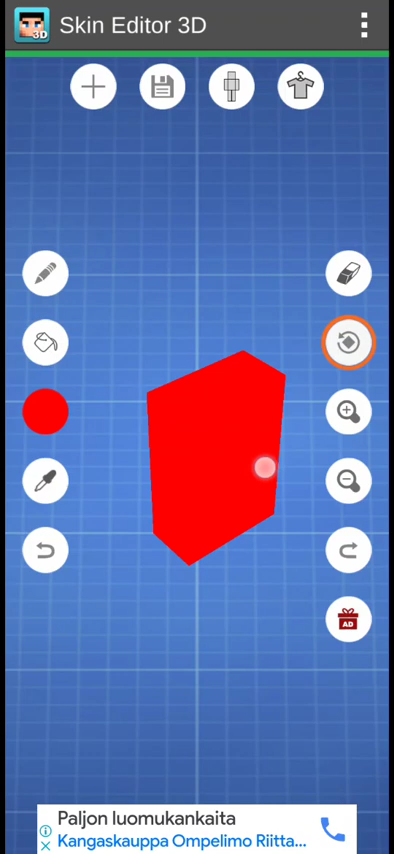 3D
Skin Editor 3D
AD
Paljon luomukankaita
Kangaskauppa Ompelimo Riitta...